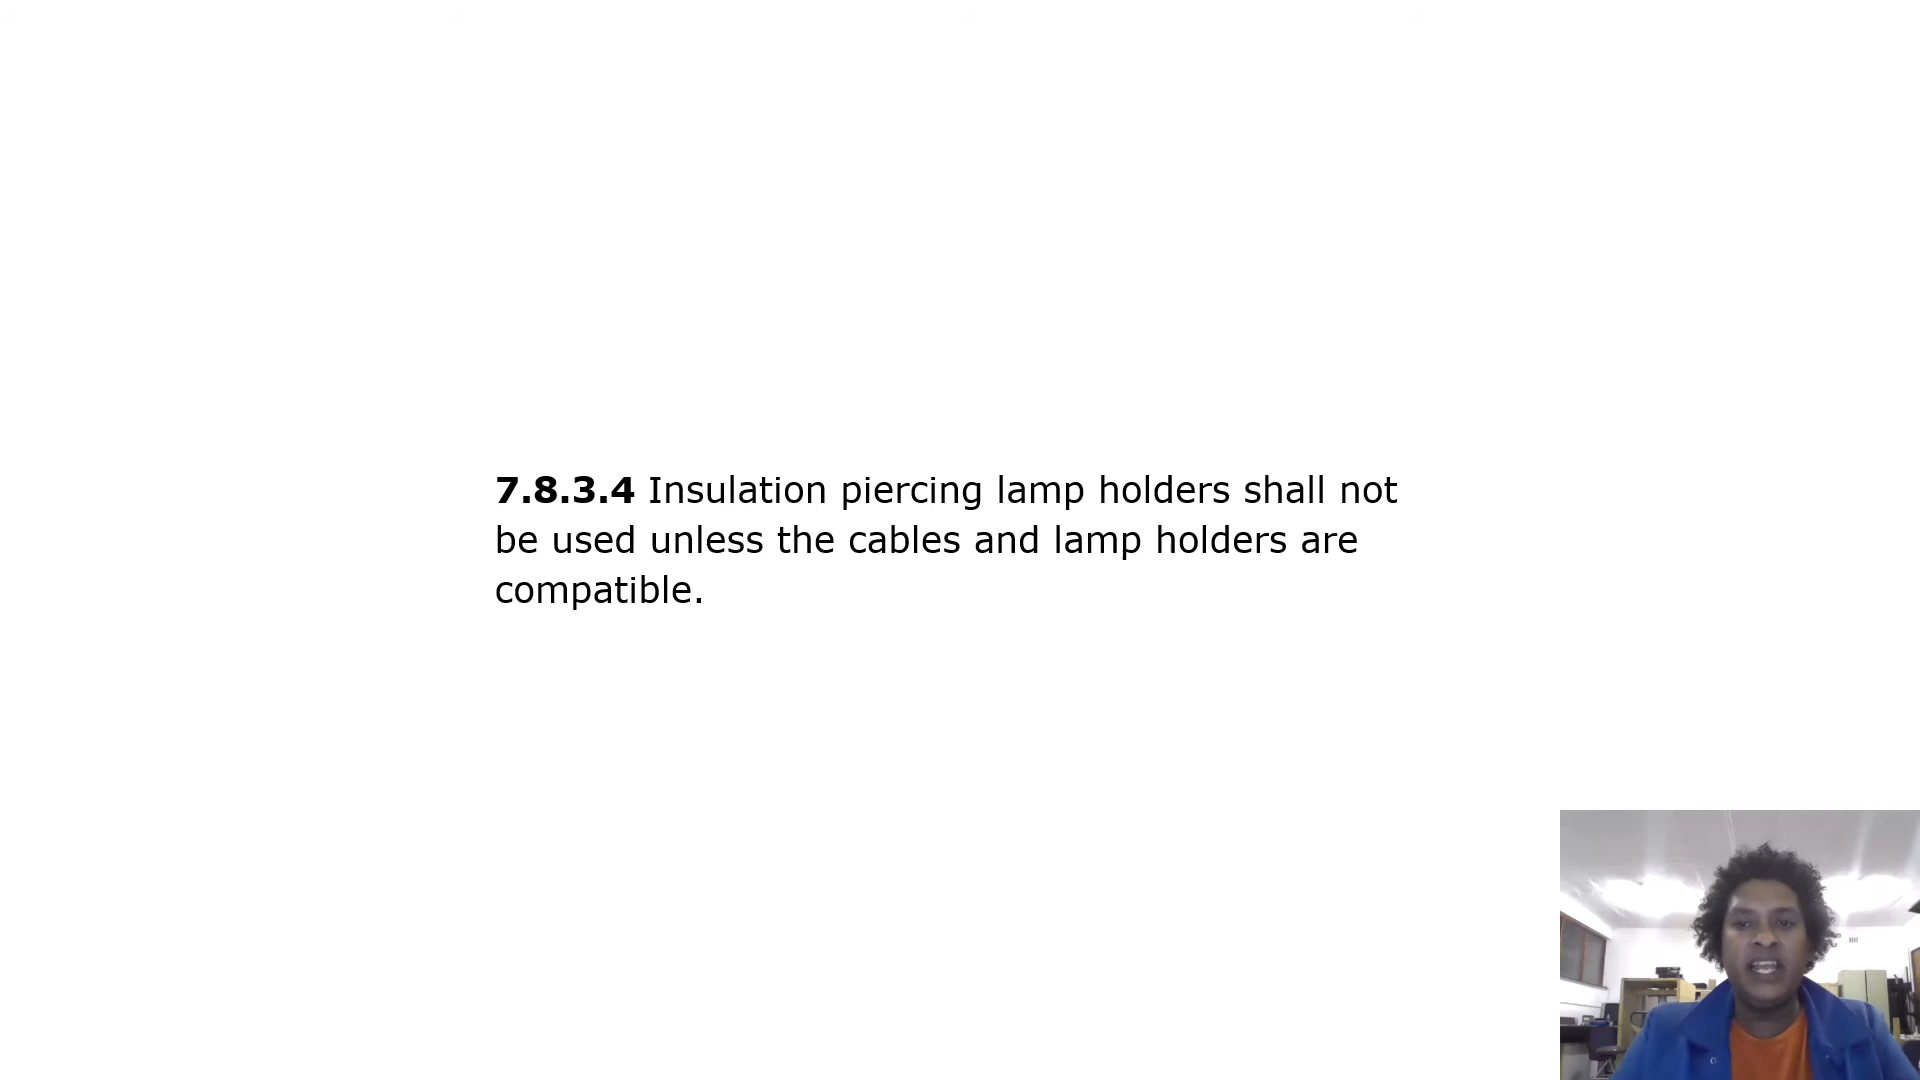 7.8.3.4 Insulation piercing lamp holders shall not
be used unless the cables and lamp holders are
compatible.